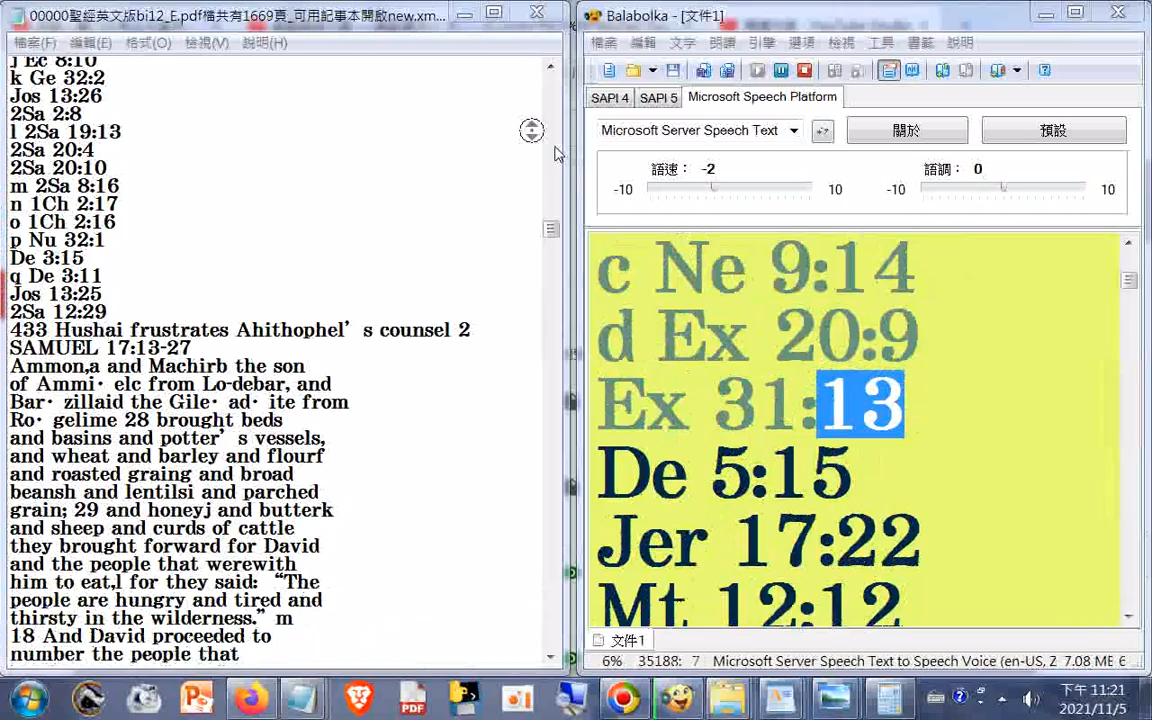 00000聖經英文版bi12_E.pdf檔共有1669頁_可用記事本開啟new.xm...
檔案(F) 編輯(E) 格式(O) 檢視(V) 說明(H)
j Ec 8:10
k Ge 32:2
Jos 13:26
2Sa 2:8
l 2Sa 19:13
2Sa 20:4
2Sa 20:10
m 2Sa 8:16
n 1Ch 2:17
o 1Ch 2:16
p Nu 32:1
De 3:15
q De 3:11
Jos 13:25
2Sa 12:29
433 Hushai frustrates Ahithophel’s counsel 2
SAMUEL 17:13-27
Ammon,a and Machirb the son
of Ammi· elc from Lo-debar, and
Bar· zillaid the Gile· ad· ite from
Ro· gelime 28 brought beds
and basins and potter’s vessels,
and wheat and barley and flourf
and roasted graing and broad
beansh and lentilsi and parched
grain; 29 and honeyj and butterk
and sheep and curds of cattle
they brought forward for David
and the people that werewith
him to eat,l for they said: “The
people are hungry and tired and
thirsty in the wilderness.” m
18 And David proceeded to
number the people that
Balabolka - [文件1]
檔案 編輯 文字 朗讀 引擎 選項 檢視 工具 書籤 說明
SAPI 4 SAPI 5 Microsoft Speech Platform
Microsoft Server Speech Text 關於 預設
語速： -2 語調： 0
-10 10 -10 10
c Ne 9:14
d Ex 20:9
Ex 31:13
De 5:15
Jer 17:22
Mt 12:12
文件1
6% 35188: 7 Microsoft Server Speech Text to Speech Voice (en-US, 2 7.08 MB 6
PDF
下午 11:21
2021/11/5